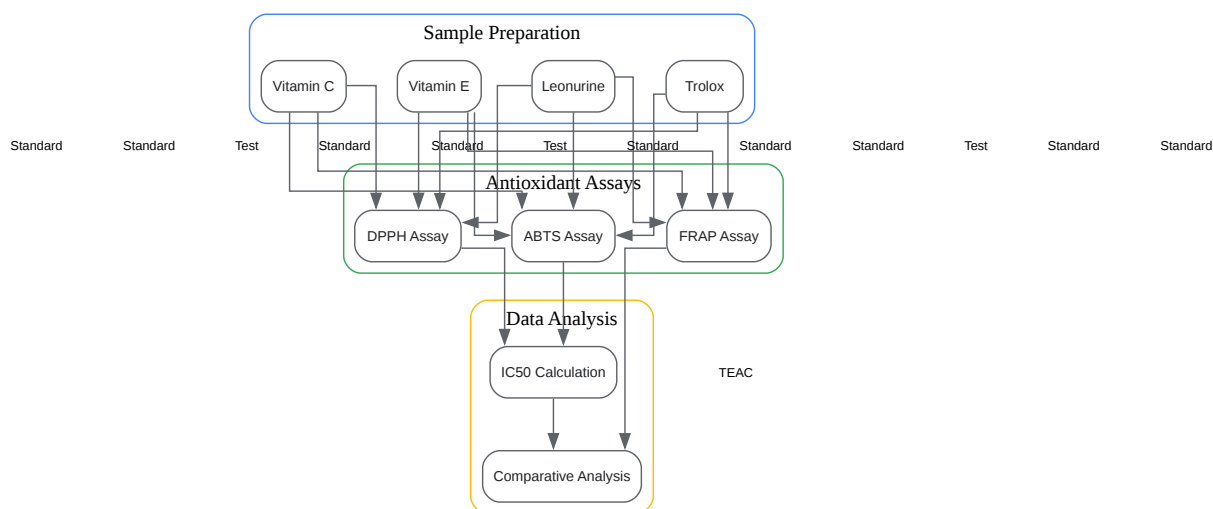 Sample Preparation
Vitamin C
Vitamin E
Leonurine
Trolox
Standard
Standard
Test
Standard
Standard
Test
Standard
Standard
Standard
Test
Standard
Standard
Antioxidant Assays
DPPH Assay
ABTS Assay
FRAP Assay
Data Analysis
IC50 Calculation
TEAC
Comparative Analysis